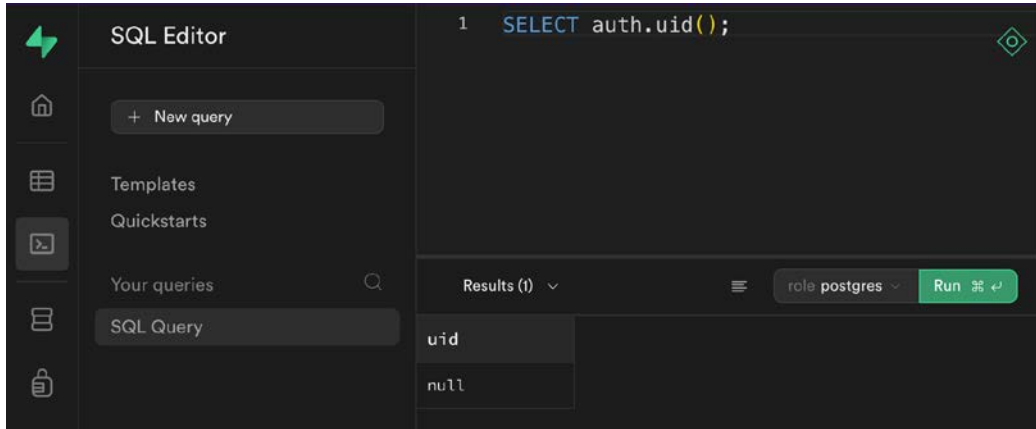 SQL Editor
+ New query
Templates
Quickstarts
Your queries
SQL Query
1 SELECT auth.uid();
Results (1)
role postgres
Run ⌘ ↵
uid
null